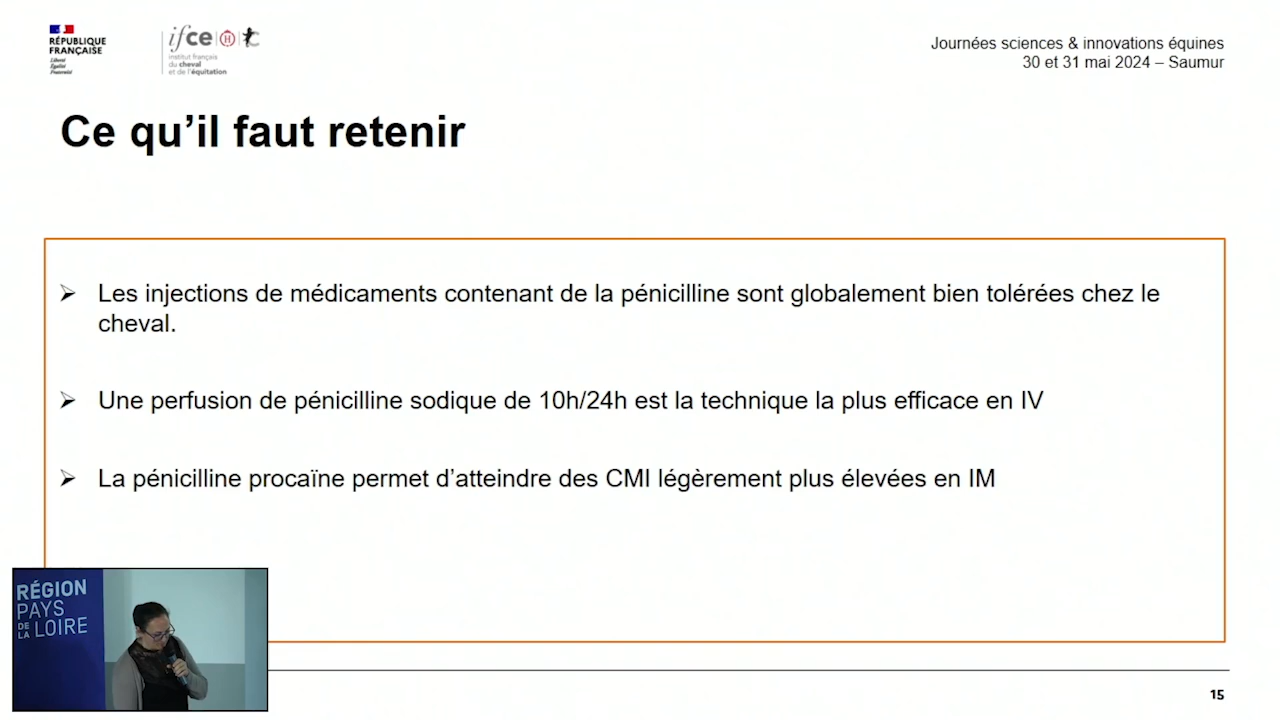 RÉPUBLIQUE
FRANÇAISE
Liberté
Égalité
Fraternité
ifce
institut français
du cheval
et de l'équitation
Journées sciences & innovations équines
30 et 31 mai 2024 – Saumur
Ce qu'il faut retenir
➢ Les injections de médicaments contenant de la pénicilline sont globalement bien tolérées chez le
cheval.
➢ Une perfusion de pénicilline sodique de 10h/24h est la technique la plus efficace en IV
➢ La pénicilline procaïne permet d'atteindre des CMI légèrement plus élevées en IM
RÉGION
PAYS
DE LA LOIRE
15